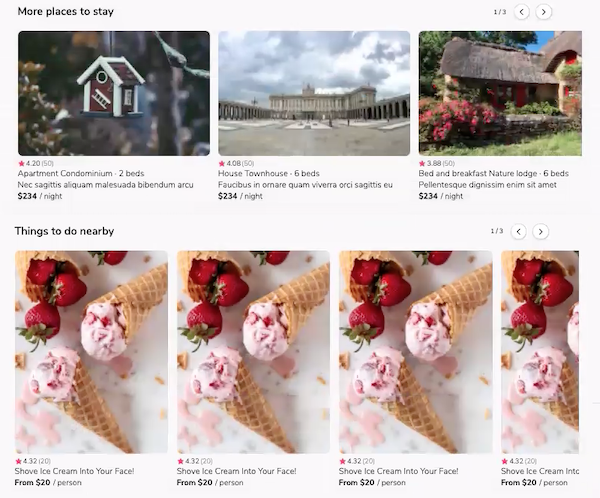 More places to stay
1 / 3
4.20 (50)
Apartment Condominium · 2 beds
Nec sagittis aliquam malesuada bibendum arcu
$234 / night
4.08 (50)
House Townhouse · 6 beds
Faucibus in ornare quam viverra orci sagittis eu
$234 / night
3.88 (50)
Bed and breakfast Nature lodge · 6 beds
Pellentesque dignissim enim sit amet
$234 / night
Things to do nearby
1 / 3
4.32 (20)
Shove Ice Cream Into Your Face!
From $20 / person
4.32 (20)
Shove Ice Cream Into Your Face!
From $20 / person
4.32 (20)
Shove Ice Cream Into Your Face!
From $20 / person
4.32 (20)
Shove Ice Cream Intc
From $20 / person